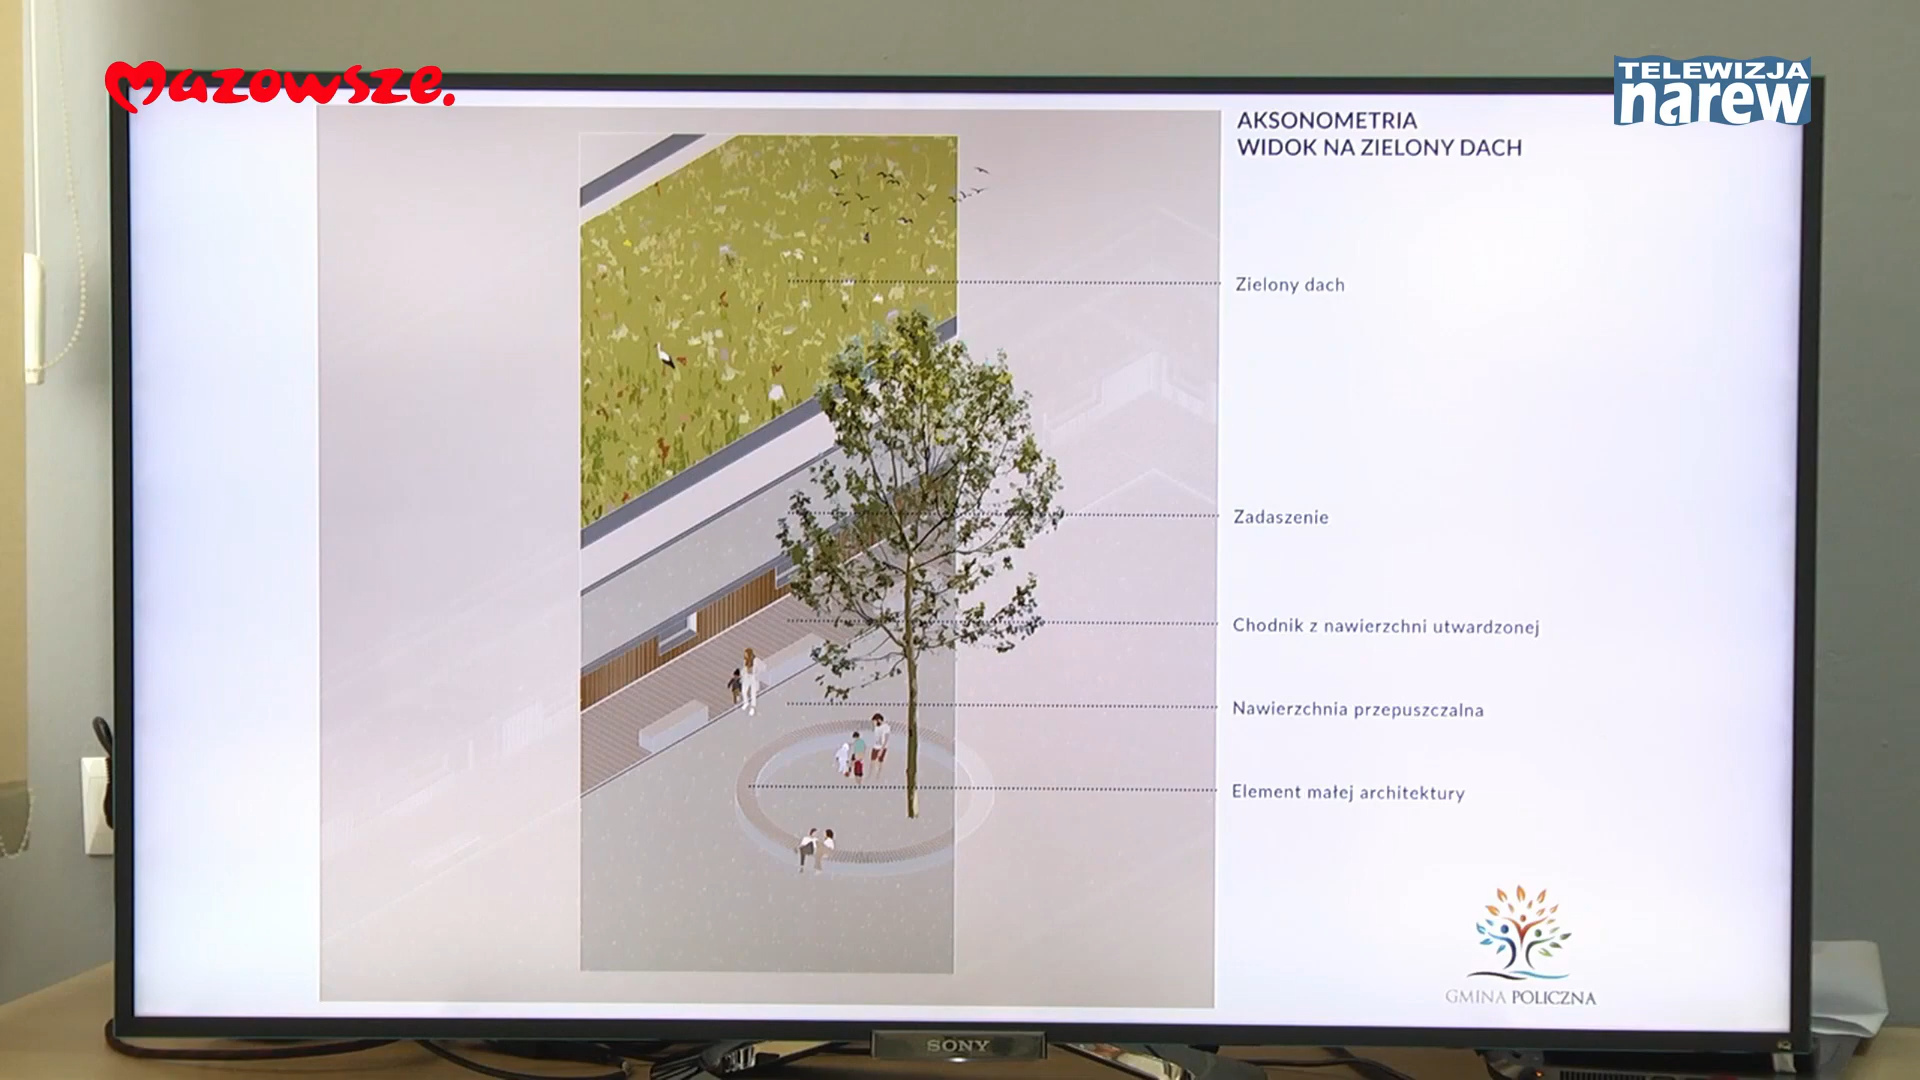 Mazowsze.
TELEWIZJA
narew
AKSONOMETRIA
WIDOK NA ZIELONY DACH
Zielony dach
Zadaszenie
Chodnik z nawierzchni utwardzonej
Nawierzchnia przepuszczalna
Element małej architektury
GMINA POLICZNA
SONY